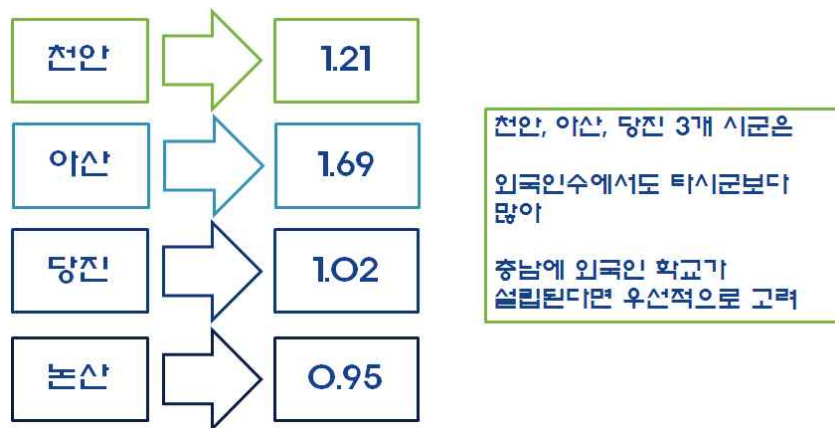 천안
1.21
아산
1.69
당진
1.02
논산
0.95
천안, 아산, 당진 3개 시군은
외국인수에서도 타시군보다
많아
충남에 외국인 학교가
설립된다면 우선적으로 고려